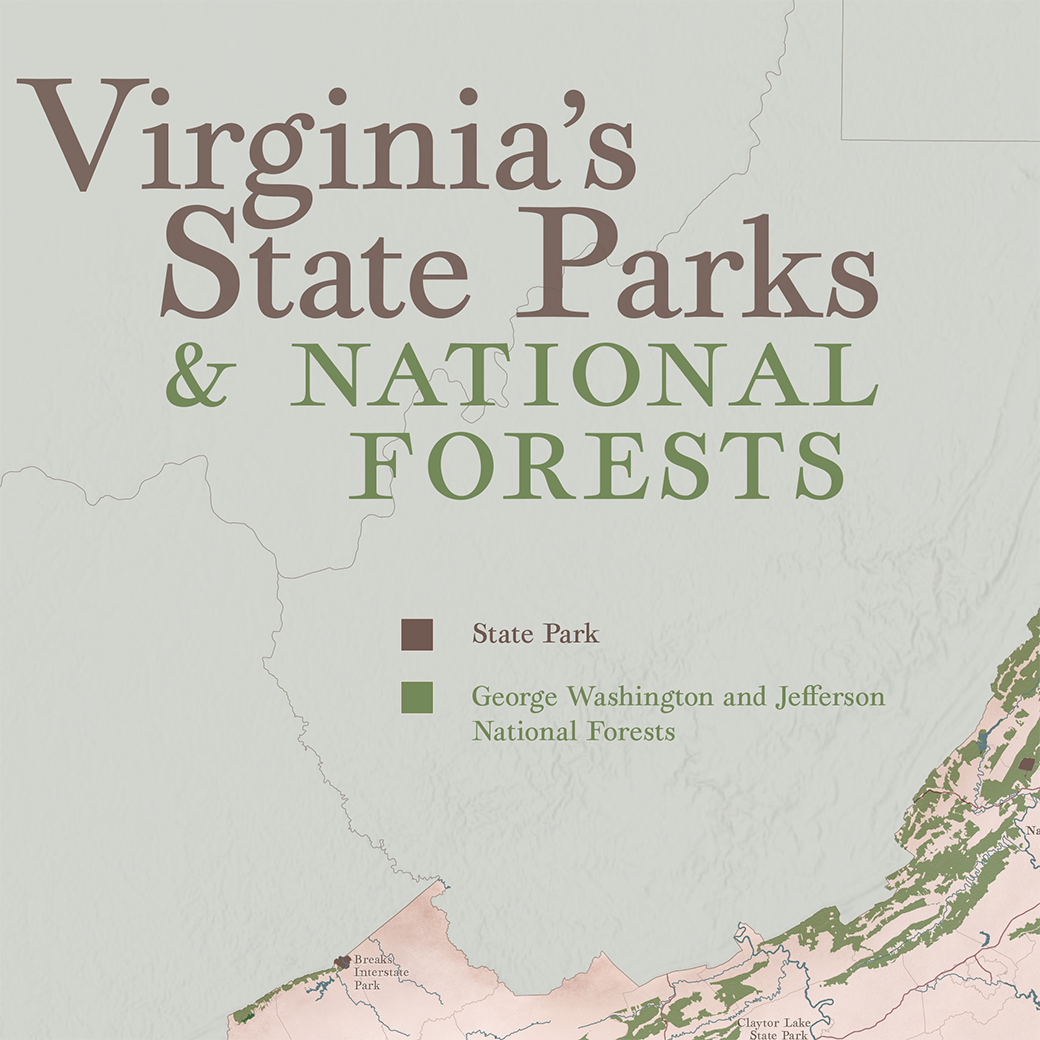 Virginia's
State Parks
& NATIONAL
FORESTS
State Park
George Washington and Jefferson
National Forests
Na
Breaks
Interstate
Park
Claytor Lake
State Park